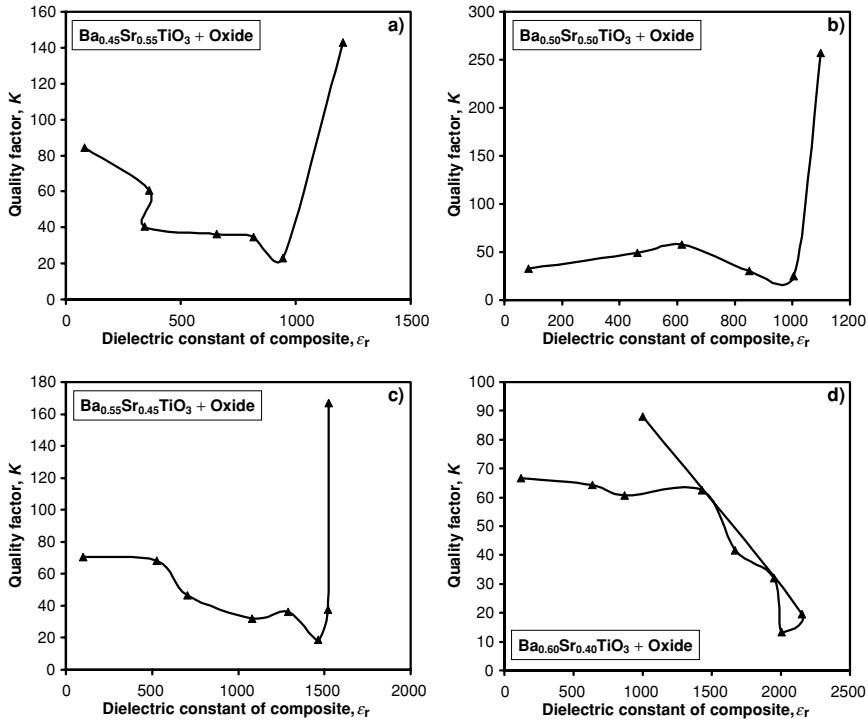 a)
Ba0.45Sr0.55TiO3 + Oxide
Quality factor, K
160
140
120
100
80
60
40
20
0
0 500 1000 1500
Dielectric constant of composite, εr
b)
Ba0.50Sr0.50TiO3 + Oxide
Quality factor, K
300
250
200
150
100
50
0
0 200 400 600 800 1000 1200
Dielectric constant of composite, εr
c)
Ba0.55Sr0.45TiO3 + Oxide
Quality factor, K
180
160
140
120
100
80
60
40
20
0
0 500 1000 1500 2000
Dielectric constant of composite, εr
d)
Quality factor, K
100
90
80
70
60
50
40
30
20
10
0
Ba0.60Sr0.40TiO3 + Oxide
0 500 1000 1500 2000 2500
Dielectric constant of composite, εr